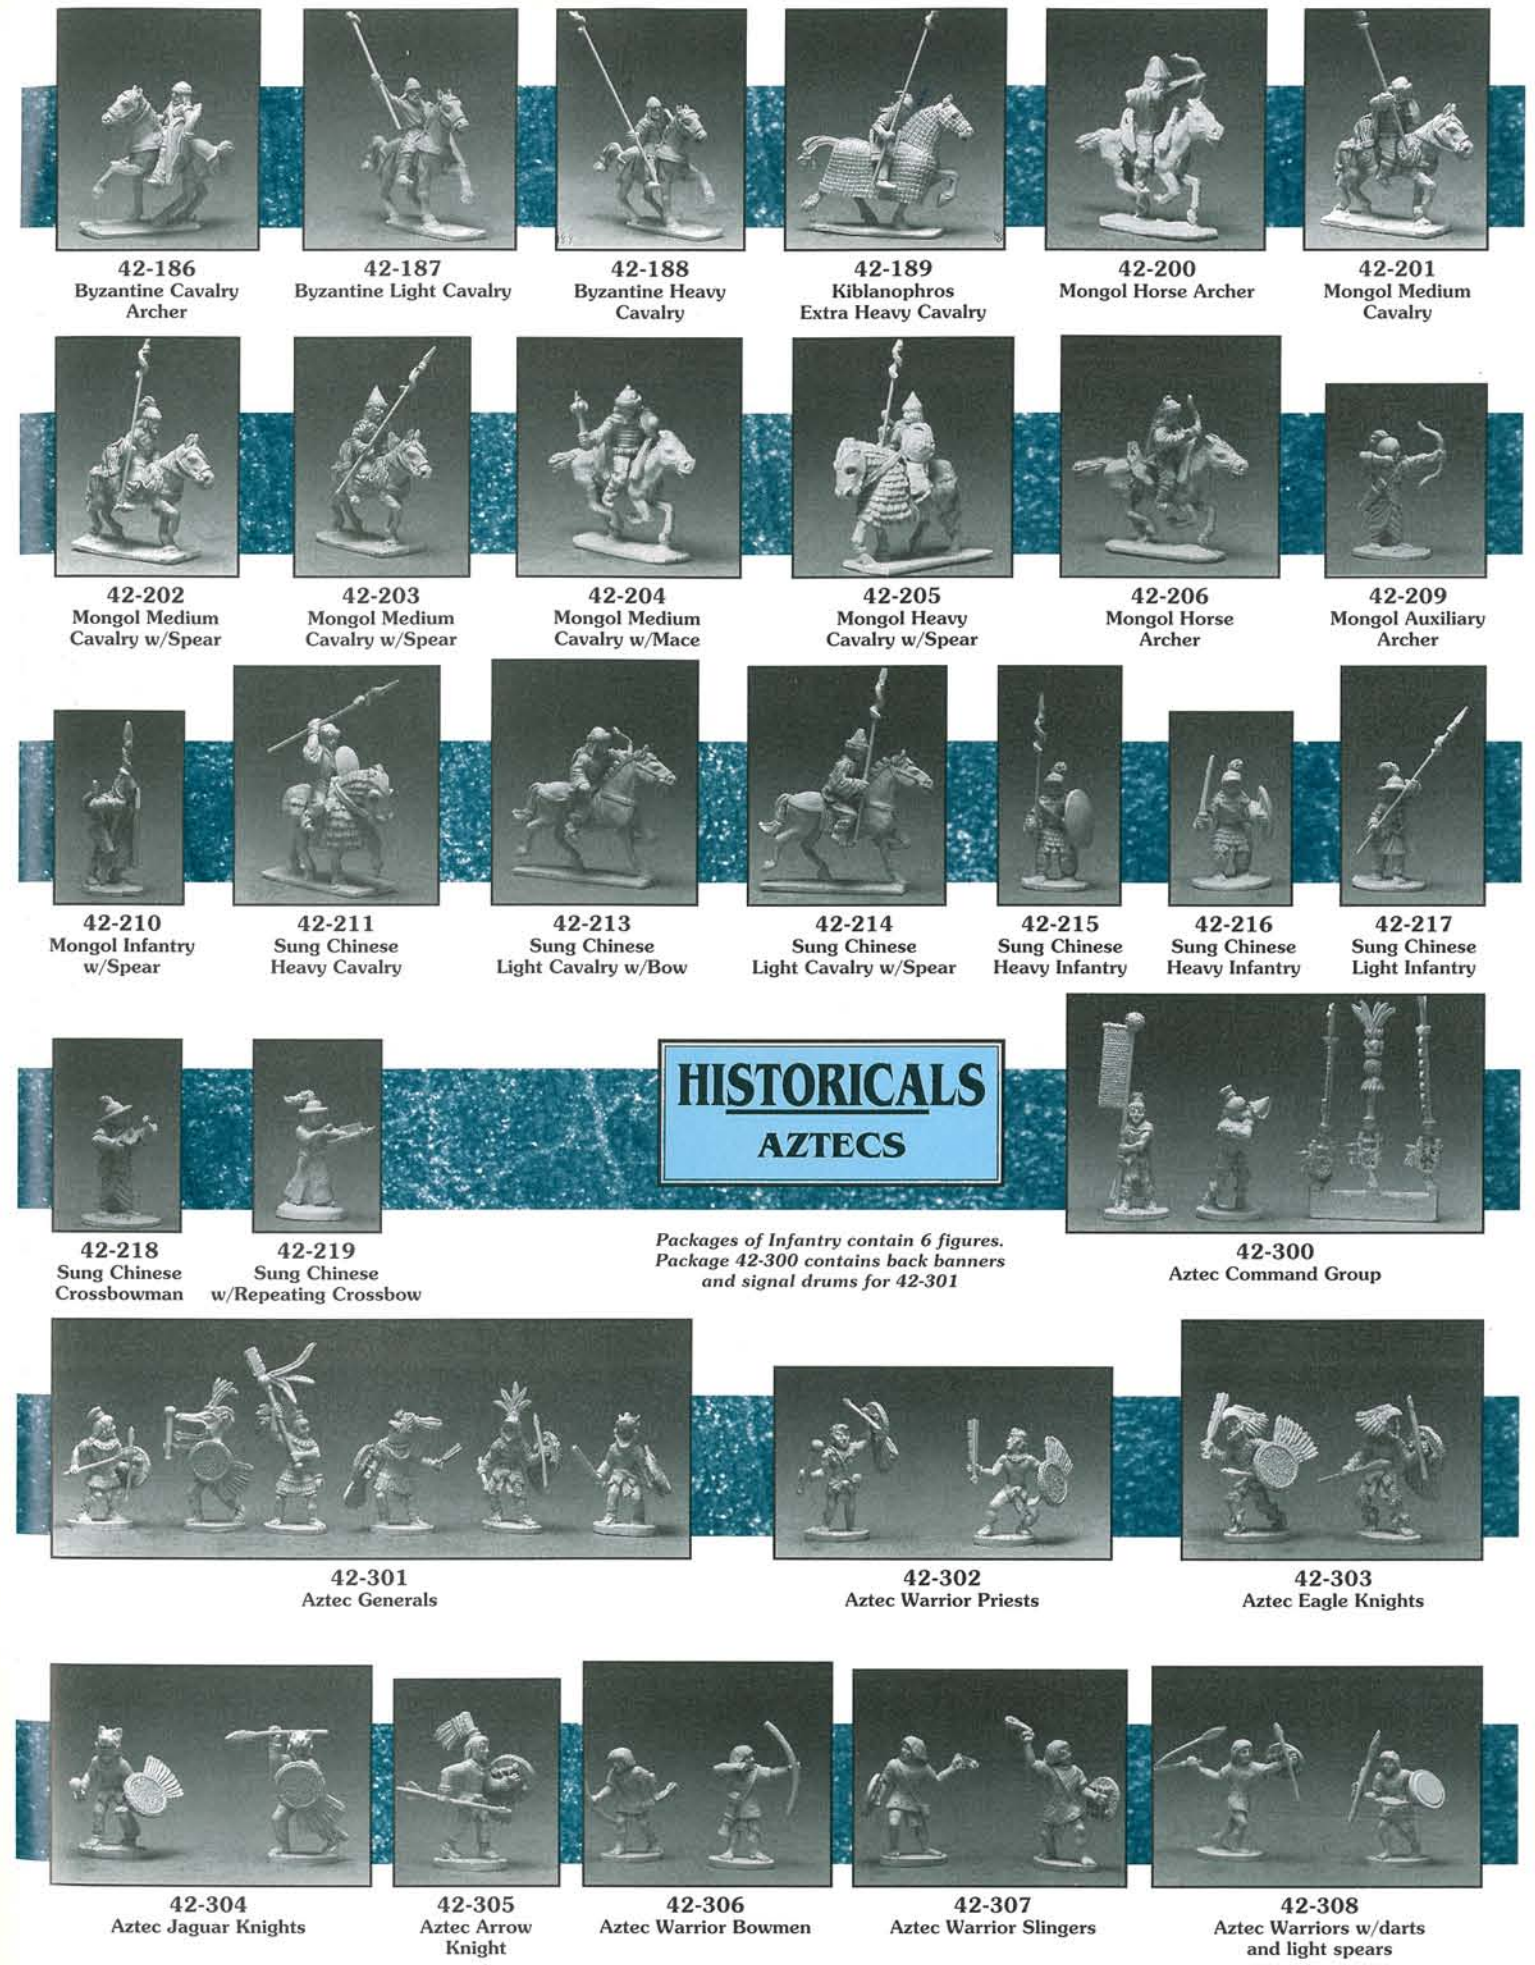 42-186
Byzantine Cavalry
Archer
42-187
Byzantine Light Cavalry
42-188
Byzantine Heavy
Cavalry
42-189
Kiblanophros
Extra Heavy Cavalry
42-200
Mongol Horse Archer
42-201
Mongol Medium
Cavalry
42-202
Mongol Medium
Cavalry w/Spear
42-203
Mongol Medium
Cavalry w/Spear
42-204
Mongol Medium
Cavalry w/Mace
42-205
Mongol Heavy
Cavalry w/Spear
42-206
Mongol Horse
Archer
42-209
Mongol Auxiliary
Archer
42-210
Mongol Infantry
w/Spear
42-211
Sung Chinese
Heavy Cavalry
42-213
Sung Chinese
Light Cavalry w/Bow
42-214
Sung Chinese
Light Cavalry w/Spear
42-215
Sung Chinese
Heavy Infantry
42-216
Sung Chinese
Heavy Infantry
42-217
Sung Chinese
Light Infantry
42-218
Sung Chinese
Crossbowman
42-219
Sung Chinese
w/Repeating Crossbow
HISTORICALS
AZTECS
Packages of Infantry contain 6 figures.
Package 42-300 contains back banners
and signal drums for 42-301
42-300
Aztec Command Group
42-301
Aztec Generals
42-302
Aztec Warrior Priests
42-303
Aztec Eagle Knights
42-304
Aztec Jaguar Knights
42-305
Aztec Arrow
Knight
42-306
Aztec Warrior Bowmen
42-307
Aztec Warrior Slingers
42-308
Aztec Warriors w/darts
and light spears